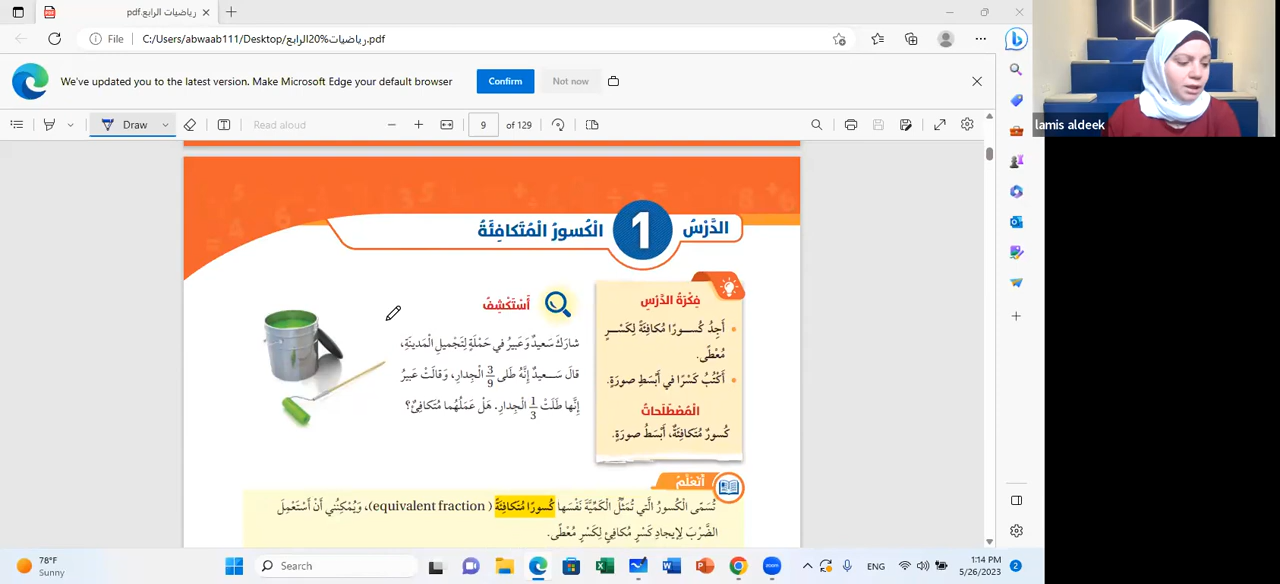 رياضيات الرابع.pdf
File
C:/Users/abwaab111/Desktop/رياضيات%20الرابع.pdf
We've updated you to the latest version. Make Microsoft Edge your default browser
Confirm
Not now
Draw
Read aloud
9
of 129
lamis aldeek
الدَّرْسُ
1
الْكُسورُ الْمُتَكافِئَةُ
فِكْرَةُ الدَّرْسِ
• أَجِدُ كُسورًا مُكافِئَةً لِكَسْرٍ
مُعْطًى.
• أَكْتُبُ كَسْرًا في أَبْسَطِ صورَةٍ.
الْمُصْطَلَحاتُ
كُسورٌ مُتَكافِئَةٌ، أَبْسَطُ صورَةٍ.
أَسْتَكْشِفُ
شارَكَ سَعيدٌ وَعَبيرُ في حَمْلَةٍ لِتَجْميلِ الْمَدينَةِ،
قالَ سَعيدٌ إِنَّهُ طَلى 3/9 الْجِدارِ، وَقالَتْ عَبيرُ
إِنَّها طَلَتْ 1/3 الْجِدارِ. هَلْ عَمَلُهُما مُتَكافِئٌ؟
أَتَعَلَّمُ
تُسَمّى الْكُسورُ الَّتي تُمَثِّلُ الْكَمِّيَّةَ نَفْسَها كُسورًا مُتَكافِئَةً (equivalent fraction)، وَيُمْكِنُني أَنْ أَسْتَعْمِلَ
الضَّرْبَ لِإيجادِ كَسْرٍ مُكافِئٍ لِكَسْرٍ مُعْطًى.
78°F
Sunny
Search
ENG
1:14 PM
5/26/2023
2